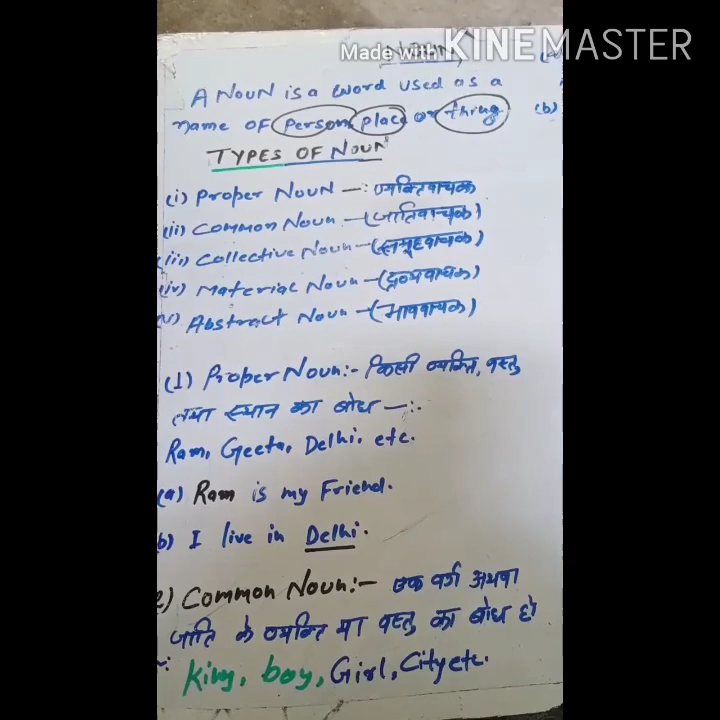 NOUN
Made with KINEMASTER
A NOUN is a word used as a
name of person, place or thing.
(b)
TYPES OF NOUN
(i) Proper NOUN -: व्यक्तिवाचक
(ii) Common Noun - (जातिवाचक)
(iii) Collective Noun - (समूहवाचक)
(iv) Material Noun - (द्रव्यवाचक)
(v) Abstract Noun - (भाववाचक)
(1) Proper Noun:- किसी व्यक्ति, वस्तु
तथा स्थान का बोध -:-
Ram, Geeta, Delhi, etc.
(a) Ram is my Friend.
b) I live in Delhi.
2) Common Noun:- एक वर्ग अथवा
जाति के व्यक्ति या वस्तु का बोध हो
King, boy, Girl, City etc.